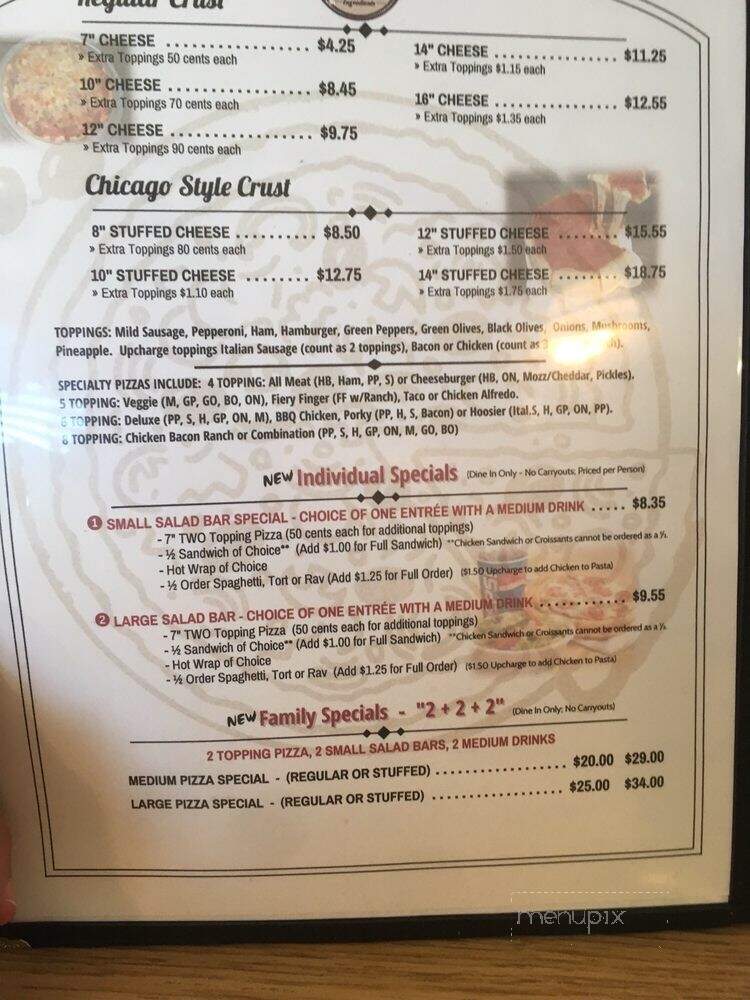 Regular Crust
Ingredients
7" CHEESE .................. $4.25
» Extra Toppings 50 cents each
10" CHEESE .................. $8.45
» Extra Toppings 70 cents each
12" CHEESE .................. $9.75
» Extra Toppings 90 cents each
14" CHEESE ................ $11.25
» Extra Toppings $1.15 each
16" CHEESE ................ $12.55
» Extra Toppings $1.35 each
Chicago Style Crust
8" STUFFED CHEESE .......... $8.50
» Extra Toppings 80 cents each
10" STUFFED CHEESE ........ $12.75
» Extra Toppings $1.10 each
12" STUFFED CHEESE ........ $15.55
» Extra Toppings $1.50 each
14" STUFFED CHEESE ........ $18.75
» Extra Toppings $1.75 each
TOPPINGS: Mild Sausage, Pepperoni, Ham, Hamburger, Green Peppers, Green Olives, Black Olives, Onions, Mushrooms,
Pineapple. Upcharge toppings Italian Sausage (count as 2 toppings), Bacon or Chicken (count as
SPECIALTY PIZZAS INCLUDE: 4 TOPPING: All Meat (HB, Ham, PP, S) or Cheeseburger (HB, ON, Mozz/Cheddar, Pickles).
5 TOPPING: Veggie (M, GP, GO, BO, ON), Fiery Finger (FF w/Ranch), Taco or Chicken Alfredo.
6 TOPPING: Deluxe (PP, S, H, GP, ON, M), BBQ Chicken, Porky (PP, H, S, Bacon) or Hoosier (Ital.S, H, GP, ON, PP).
8 TOPPING: Chicken Bacon Ranch or Combination (PP, S, H, GP, ON, M, GO, BO)
NEW Individual Specials (Dine In Only - No Carryouts; Priced per Person)
1 SMALL SALAD BAR SPECIAL - CHOICE OF ONE ENTRÉE WITH A MEDIUM DRINK ..... $8.35
- 7" TWO Topping Pizza (50 cents each for additional toppings)
- ½ Sandwich of Choice** (Add $1.00 for Full Sandwich) **Chicken Sandwich or Croissants cannot be ordered as a ½.
- Hot Wrap of Choice
- ½ Order Spaghetti, Tort or Rav (Add $1.25 for Full Order) ($1.50 Upcharge to add Chicken to Pasta)
2 LARGE SALAD BAR - CHOICE OF ONE ENTRÉE WITH A MEDIUM DRINK ............. $9.55
- 7" TWO Topping Pizza (50 cents each for additional toppings)
- ½ Sandwich of Choice** (Add $1.00 for Full Sandwich) **Chicken Sandwich or Croissants cannot be ordered as a ½.
- Hot Wrap of Choice
- ½ Order Spaghetti, Tort or Rav (Add $1.25 for Full Order) ($1.50 Upcharge to add Chicken to Pasta)
NEW Family Specials - "2 + 2 + 2" (Dine In Only; No Carryouts)
2 TOPPING PIZZA, 2 SMALL SALAD BARS, 2 MEDIUM DRINKS
MEDIUM PIZZA SPECIAL - (REGULAR OR STUFFED) .................. $20.00 $29.00
LARGE PIZZA SPECIAL - (REGULAR OR STUFFED) .................. $25.00 $34.00
menupix